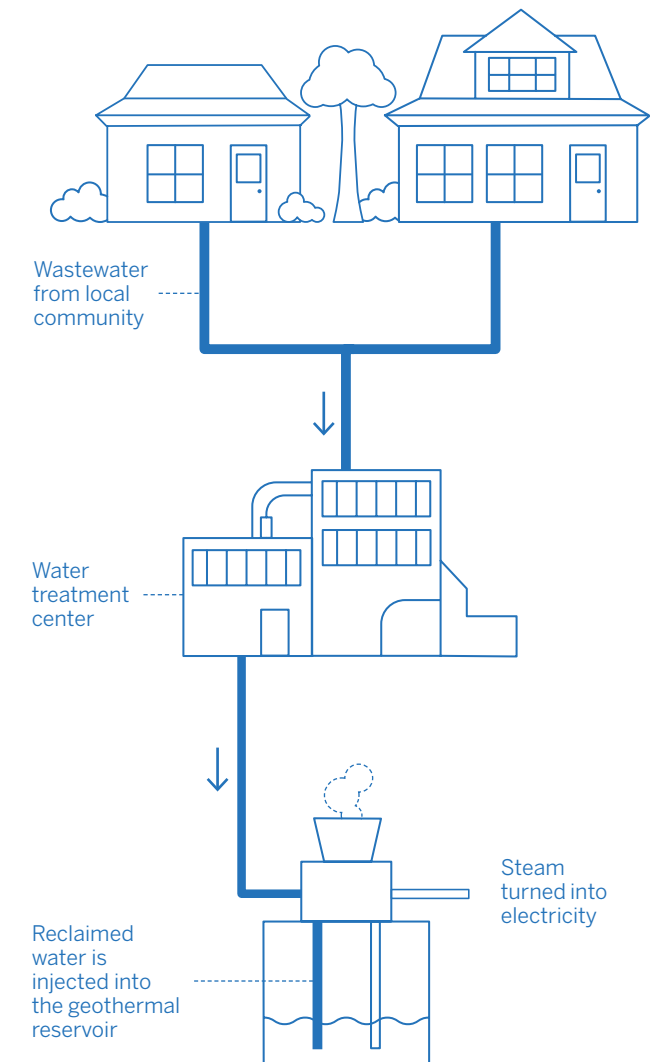 Wastewater
from local
community
Water
treatment
center
Steam
turned into
electricity
Reclaimed
water is
injected into
the geothermal
reservoir